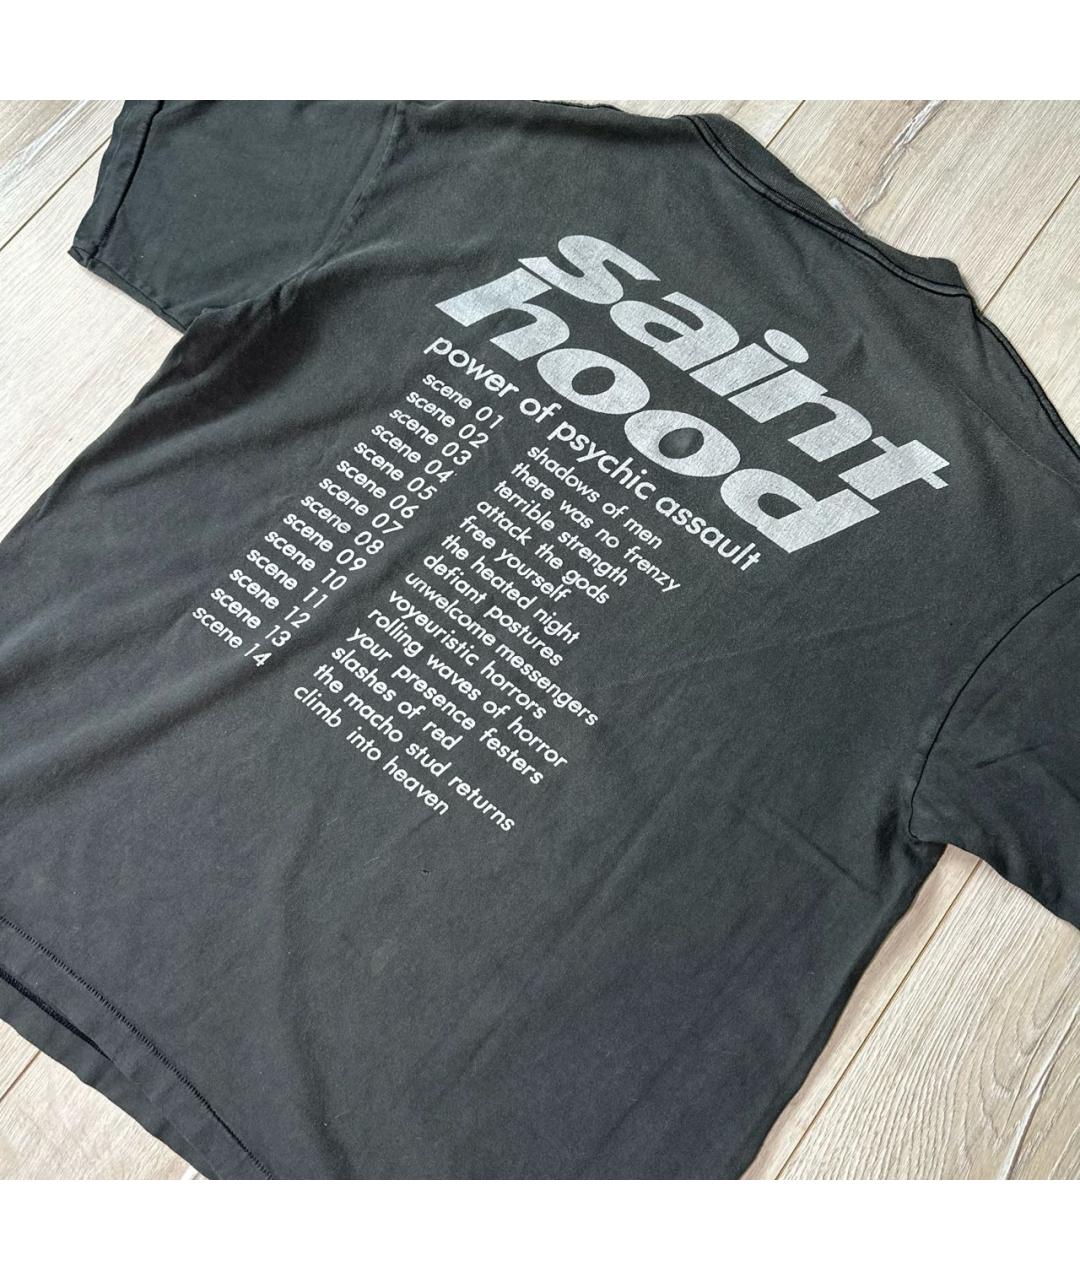 saint
hood
power of psychic assault
scene 01 shadows of men
scene 02 there was no frenzy
scene 03 terrible strength
scene 04 attack the gods
scene 05 free yourself
scene 06 the heated night
scene 07 defiant postures
scene 08 unwelcome messengers
scene 09 voyeuristic horrors
scene 10 rolling waves of horror
scene 11 your presence festers
scene 12 slashes of red
scene 13 the macho stud returns
scene 14 climb into heaven